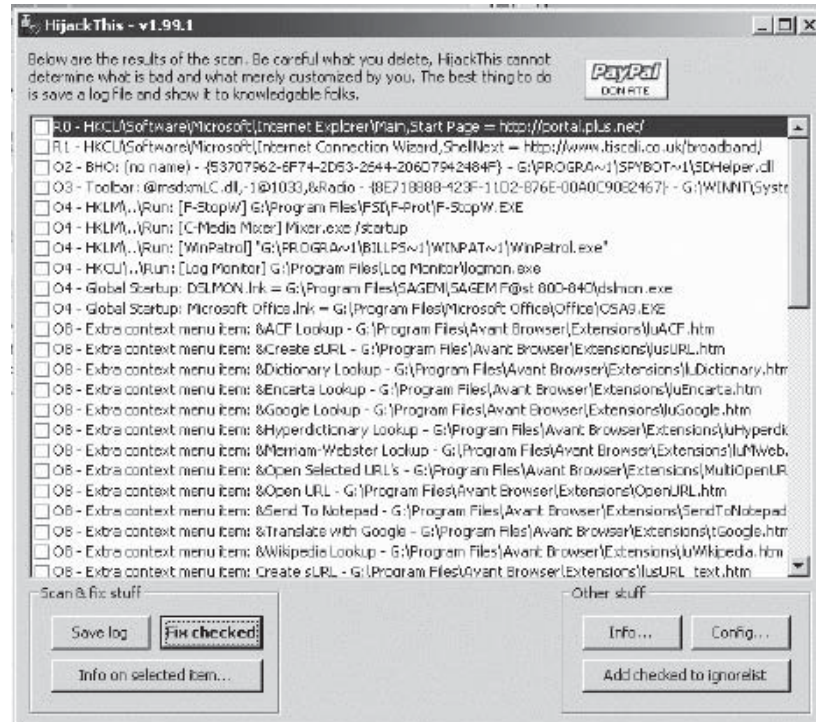 HijackThis - v1.99.1
Below are the results of the scan. Be careful what you delete, HijackThis cannot
determine what is bad and what merely customized by you. The best thing to do
is save a log file and show it to knowledgable folks.
PayPal
DONATE
R0 - HKCU\Software\Microsoft\Internet Explorer\Main,Start Page = http://portal.plus.net/
R1 - HKCU\Software\Microsoft\Internet Connection Wizard,ShellNext = http://www.tiscali.co.uk/broadband/
O2 - BHO: (no name) - {53707962-6F74-2D53-2644-206D7942484F} - G:\PROGRA~1\SPYBOT~1\SDHelper.dll
O3 - Toolbar: @msdxmLC.dll,-1@1033,&Radio - {8E718888-423F-11D2-876E-00A0C9082467} - G:\WINNT\Syste
O4 - HKLM\..\Run: [F-StopW] G:\Program Files\FSI\F-Prot\F-StopW.EXE
O4 - HKLM\..\Run: [C-Media Mixer] Mixer.exe /startup
O4 - HKLM\..\Run: [WinPatrol] "G:\PROGRA~1\BILLPS~1\WINPAT~1\WinPatrol.exe"
O4 - HKCU\..\Run: [Log Monitor] G:\Program Files\Log Monitor\logmon.exe
O4 - Global Startup: DSLMON.lnk = G:\Program Files\SAGEM\SAGEM F@st 800-840\dslmon.exe
O4 - Global Startup: Microsoft Office.lnk = G:\Program Files\Microsoft Office\Office\OSA9.EXE
O8 - Extra context menu item: &ACF Lookup - G:\Program Files\Avant Browser\Extensions\luACF.htm
O8 - Extra context menu item: &Create sURL - G:\Program Files\Avant Browser\Extensions\lusURL.htm
O8 - Extra context menu item: &Dictionary Lookup - G:\Program Files\Avant Browser\Extensions\luDictionary.htm
O8 - Extra context menu item: &Encarta Lookup - G:\Program Files\Avant Browser\Extensions\luEncarta.htm
O8 - Extra context menu item: &Google Lookup - G:\Program Files\Avant Browser\Extensions\luGoogle.htm
O8 - Extra context menu item: &Hyperdictionary Lookup - G:\Program Files\Avant Browser\Extensions\luHyperdic
O8 - Extra context menu item: &Merriam-Webster Lookup - G:\Program Files\Avant Browser\Extensions\luMWeb.
O8 - Extra context menu item: &Open Selected URL's - G:\Program Files\Avant Browser\Extensions\MultiOpenUR
O8 - Extra context menu item: &Open URL - G:\Program Files\Avant Browser\Extensions\OpenURL.htm
O8 - Extra context menu item: &Send To Notepad - G:\Program Files\Avant Browser\Extensions\SendToNotepad
O8 - Extra context menu item: &Translate with Google - G:\Program Files\Avant Browser\Extensions\tGoogle.htm
O8 - Extra context menu item: &Wikipedia Lookup - G:\Program Files\Avant Browser\Extensions\luWikipedia.htm
O8 - Extra context menu item: Create sURL - G:\Program Files\Avant Browser\Extensions\lusURL_text.htm
Scan & fix stuff
Other stuff
Save log
Fix checked
Info...
Config...
Info on selected item...
Add checked to ignorelist